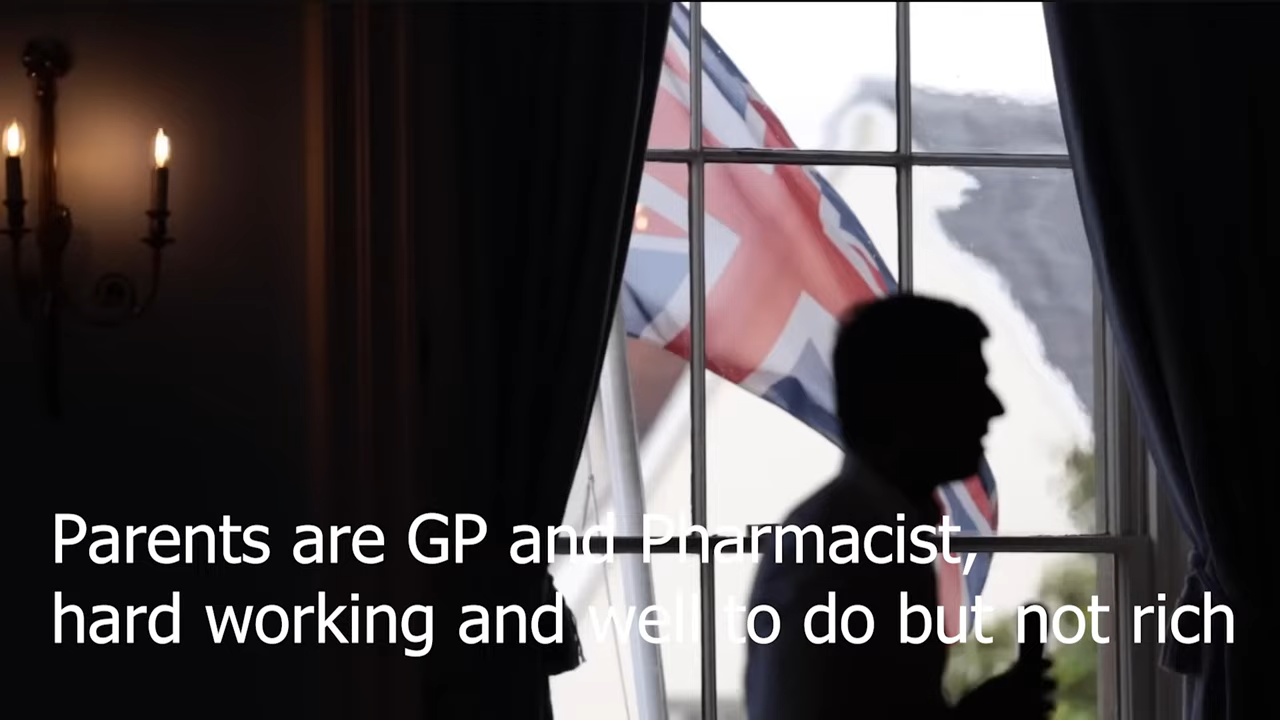 Parents are GP and Pharmacist,
hard working and well to do but not rich